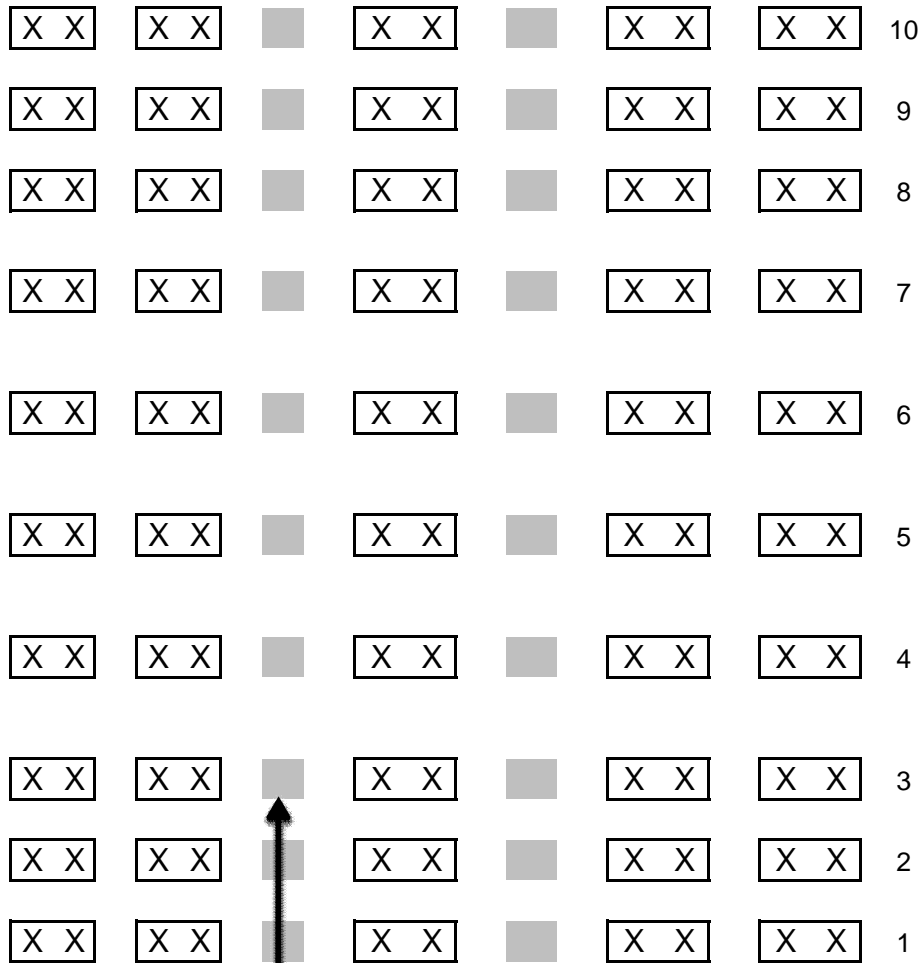 X X X X X X X X X X 10
X X X X X X X X X X 9
X X X X X X X X X X 8
X X X X X X X X X X 7
X X X X X X X X X X 6
X X X X X X X X X X 5
X X X X X X X X X X 4
X X X X X X X X X X 3
X X X X X X X X X X 2
X X X X X X X X X X 1